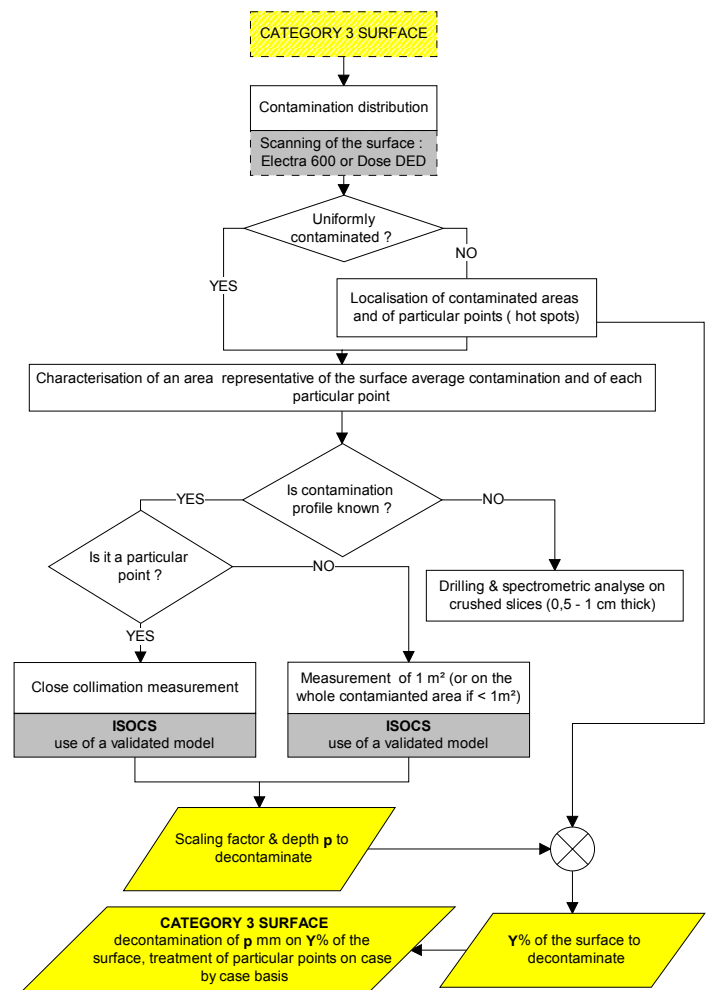 CATEGORY 3 SURFACE
Contamination distribution
Scanning of the surface :
Electra 600 or Dose DED
Uniformly
contaminated ?
NO
YES
Localisation of contaminated areas
and of particular points ( hot spots)
Characterisation of an area representative of the surface average contamination and of each
particular point
Is contamination
profile known ?
YES
NO
Is it a particular
point ?
NO
YES
Drilling & spectrometric analyse on
crushed slices (0,5 - 1 cm thick)
Close collimation measurement
ISOCS
use of a validated model
Measurement of 1 m² (or on the
whole contamianted area if < 1m²)
ISOCS
use of a validated model
Scaling factor & depth p to
decontaminate
Y% of the surface to
decontaminate
CATEGORY 3 SURFACE
decontamination of p mm on Y% of the
surface, treatment of particular points on case
by case basis